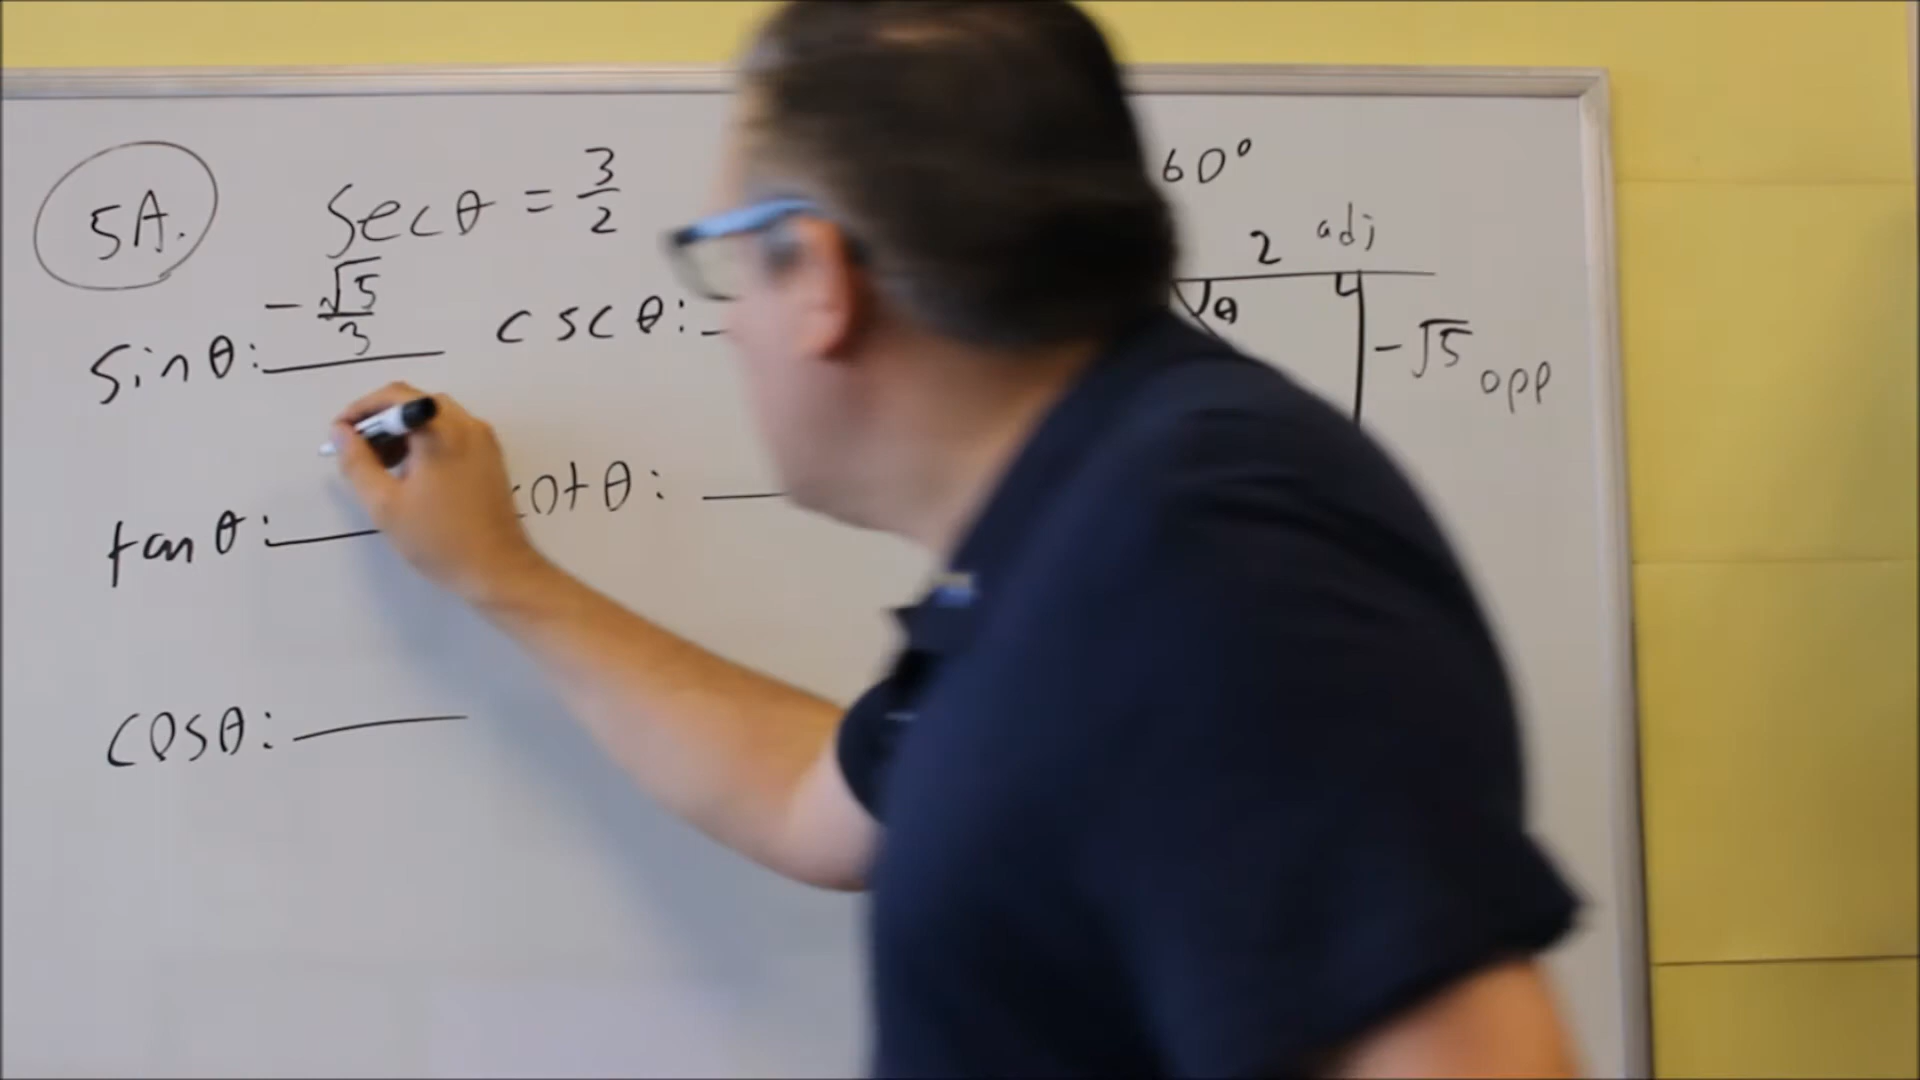 5A. secθ = 3/2
60°
2 adj
θ
-√5 opp
sinθ: -√5/3
cscθ:
tanθ:
cotθ:
cosθ: